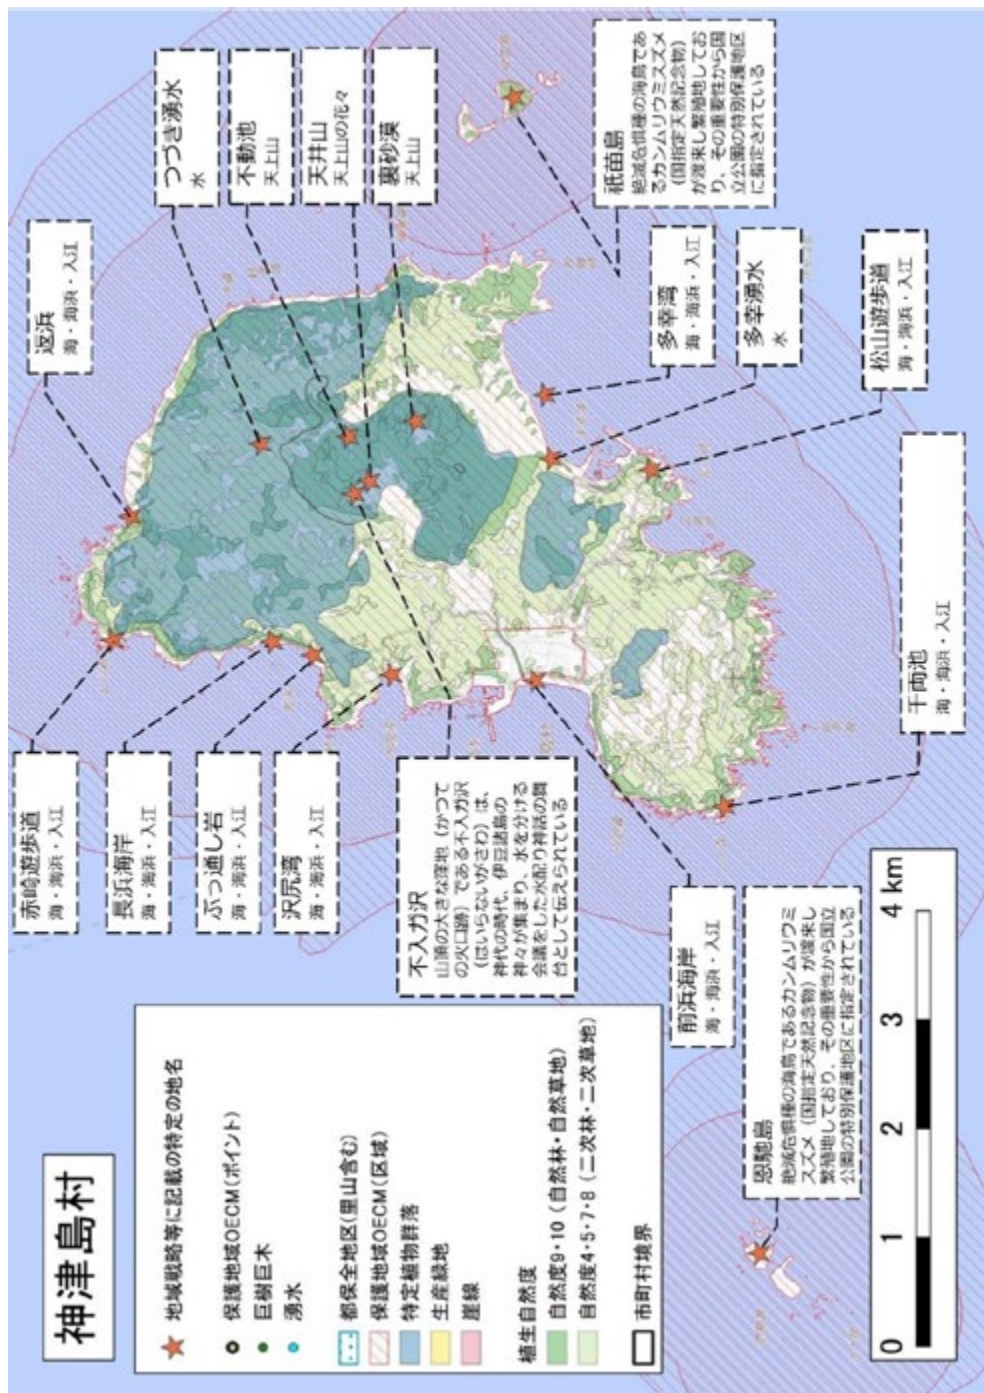 神津島村
地域戦略等に記載の特定の地名
保護地域OECM(ポイント)
巨樹巨木
湧水
都保全地区(里山含む)
保護地域OECM(区域)
特定植物群落
生産緑地
崖線
植生自然度
自然度9・10(自然林・自然草地)
自然度4・5・7・8(二次林・二次草地)
市町村境界
赤崎遊歩道
海・海浜・入江
長浜海岸
海・海浜・入江
ぶっ通し岩
海・海浜・入江
沢尻湾
海・海浜・入江
返浜
海・海浜・入江
つづき湧水
水
不動池
天上山
天井山
天上山の花々
裏砂漠
天上山
不入ガ沢
山頂の大きな窪地(かつて
の火口跡)である不入ガ沢
(はいらないがさわ)は、
神代の時代、伊豆諸島の
神々が集まり、水を分ける
会議をした水配り神話の舞
台として伝えられている
祇苗島
絶滅危惧種の海鳥であ
るカンムリウミスズメ
(国指定天然記念物)
が渡来し繁殖地してお
り、その重要性から国
立公園の特別保護地区
に指定されている
多幸湾
海・海浜・入江
多幸湧水
水
松山遊歩道
海・海浜・入江
前浜海岸
海・海浜・入江
千両池
海・海浜・入江
恩馳島
絶滅危惧種の海鳥であるカンムリウミ
スズメ(国指定天然記念物)が渡来し
繁殖地しており、その重要性から国立
公園の特別保護地区に指定されている
0 1 2 3 4 km